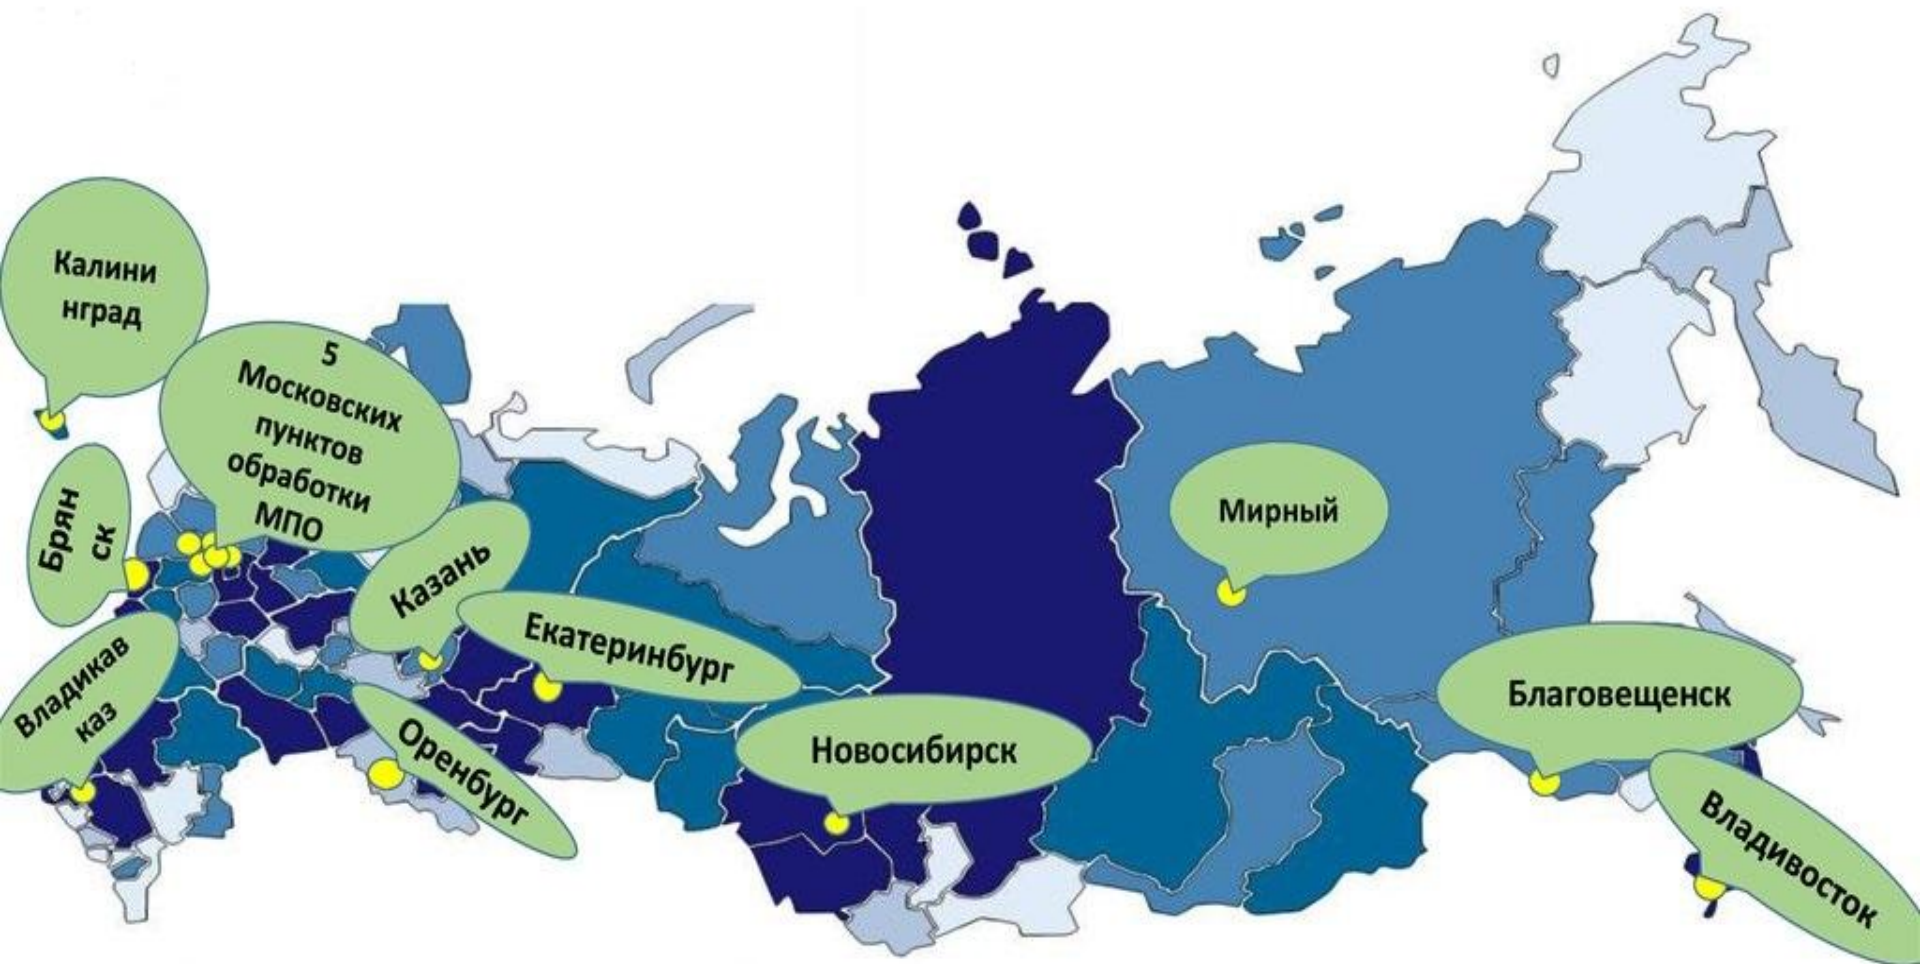 Калини
нград
5
Московских
пунктов
обработки
МПО
Брян
ск
Казань
Екатеринбург
Владикав
каз
Оренбург
Новосибирск
Мирный
Благовещенск
Владивосток